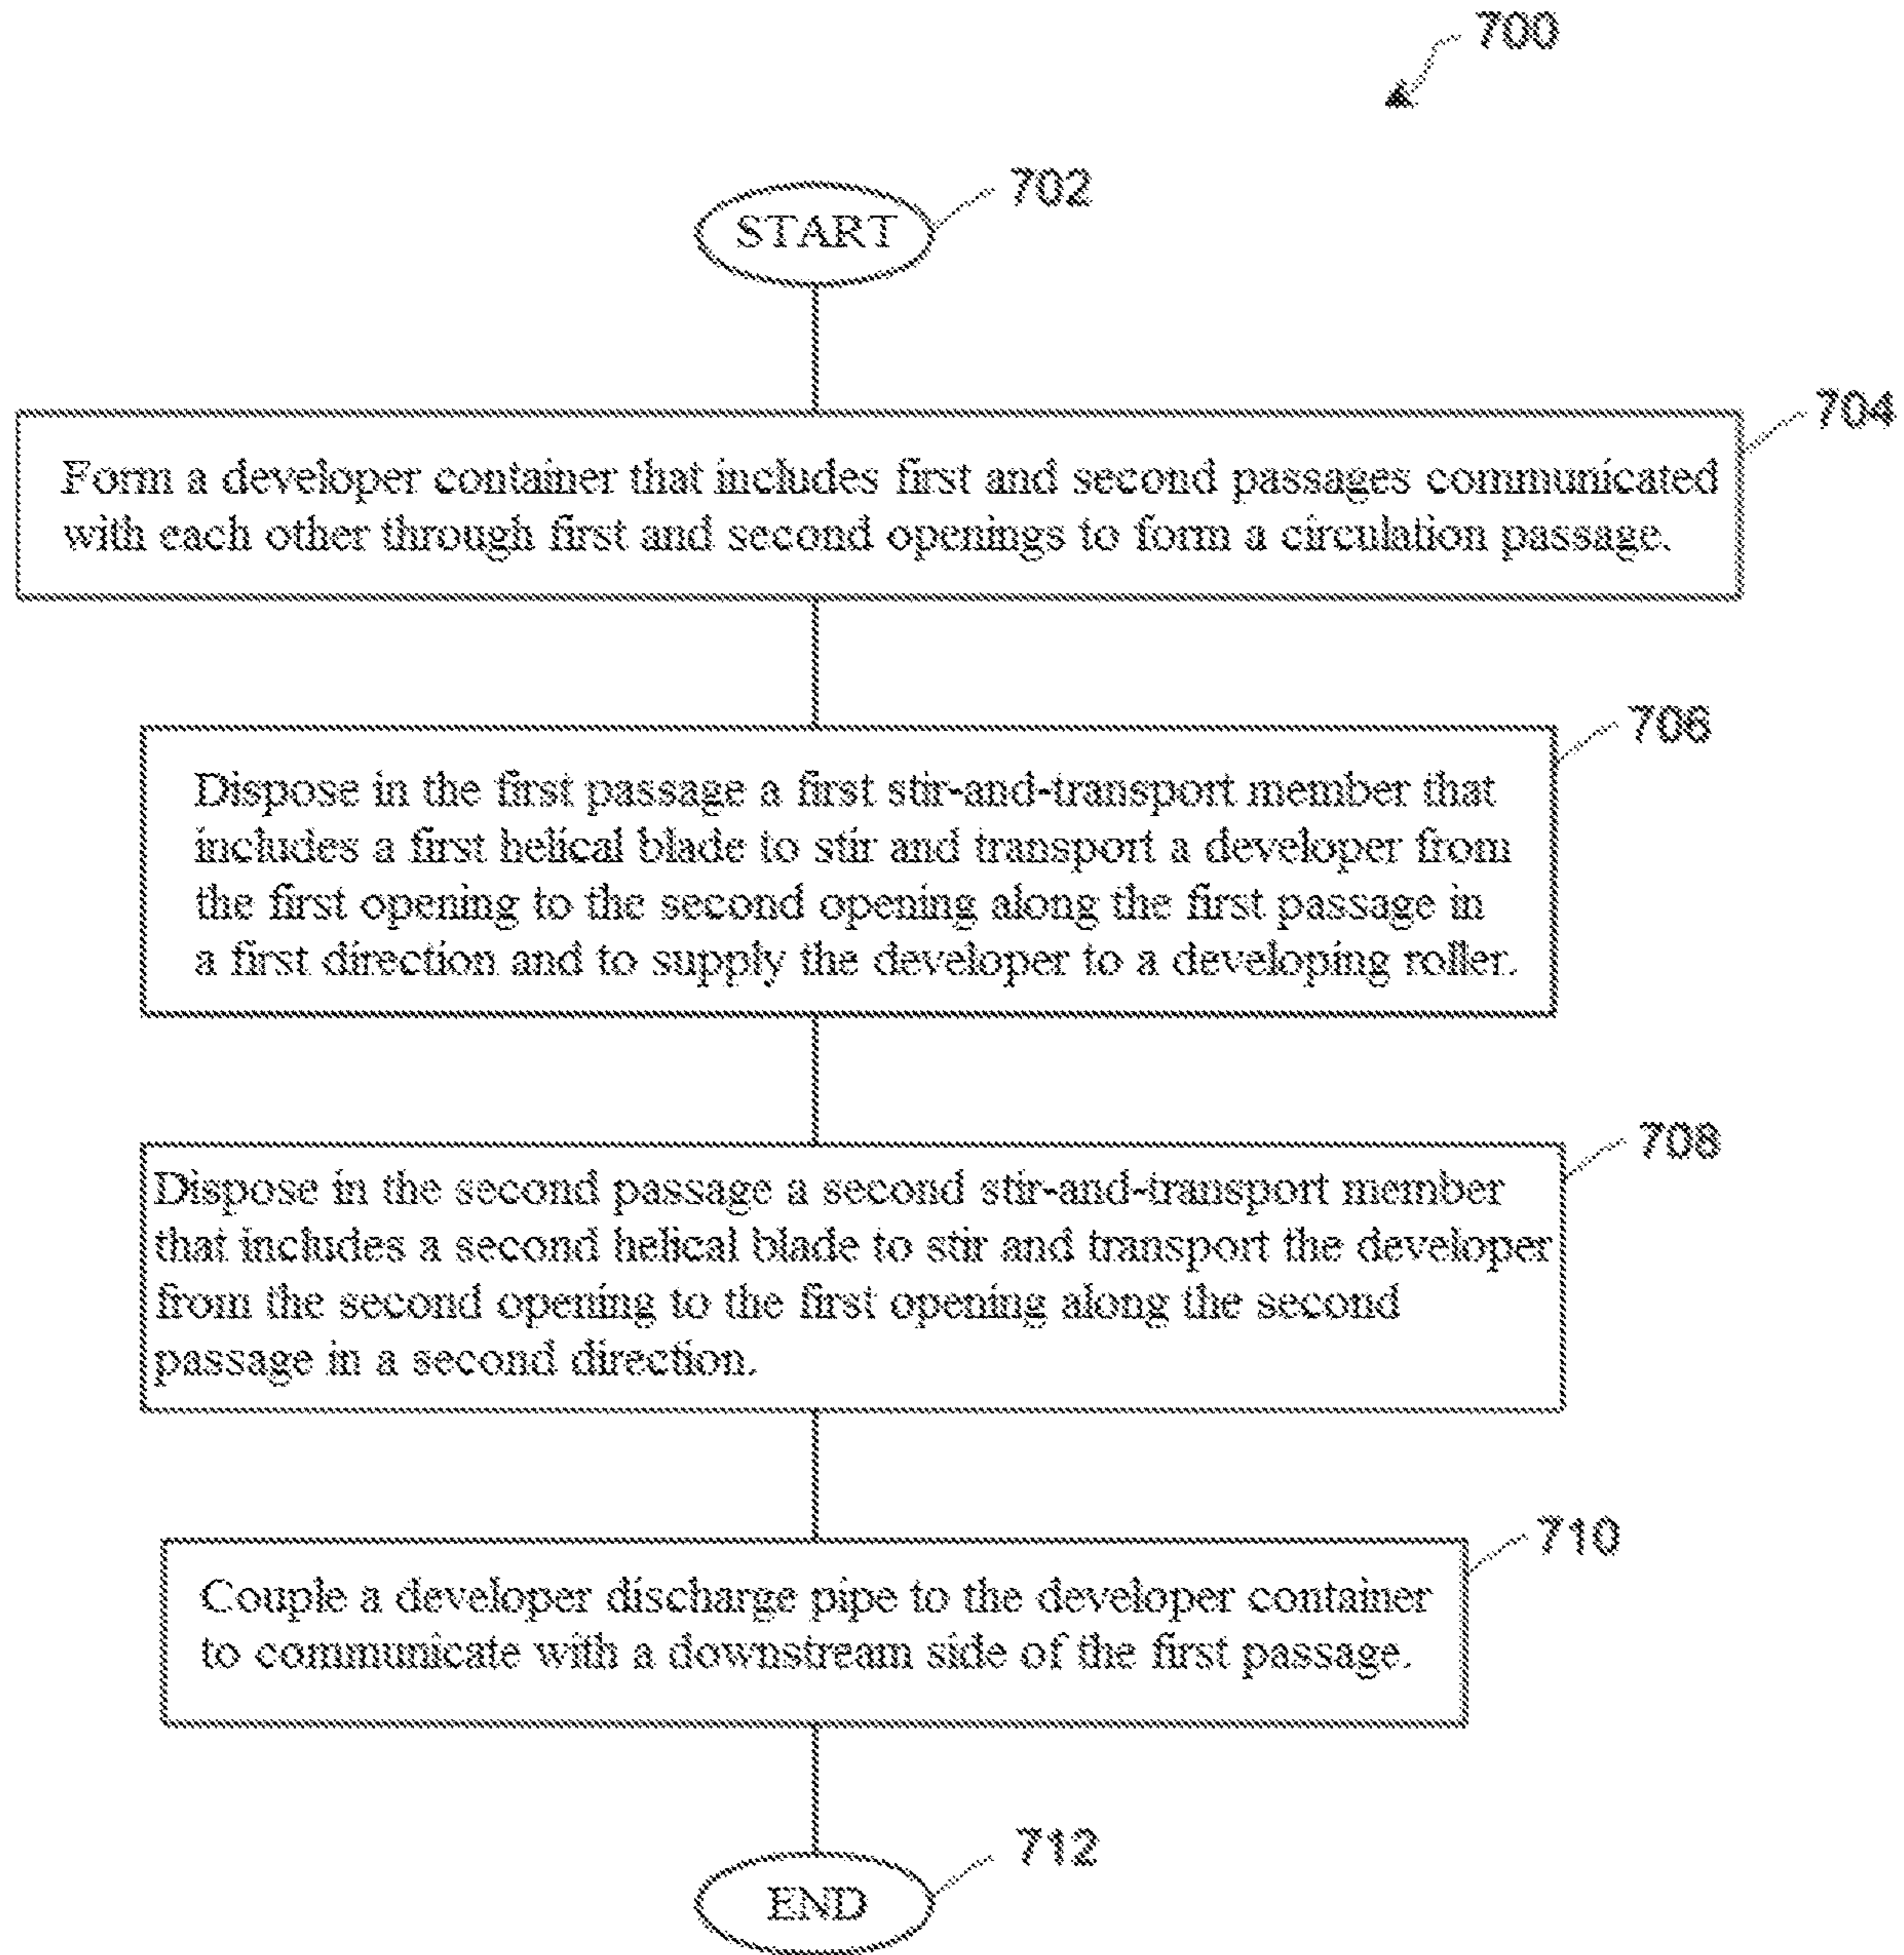 700
START
702
704
Form a developer container that includes first and second passages communicated
with each other through first and second openings to form a circulation passage.
706
Dispose in the first passage a first stir-and-transport member that
includes a first helical blade to stir and transport a developer from
the first opening to the second opening along the first passage in
a first direction and to supply the developer to a developing roller.
708
Dispose in the second passage a second stir-and-transport member
that includes a second helical blade to stir and transport the developer
from the second opening to the first opening along the second
passage in a second direction.
710
Couple a developer discharge pipe to the developer container
to communicate with a downstream side of the first passage.
712
END